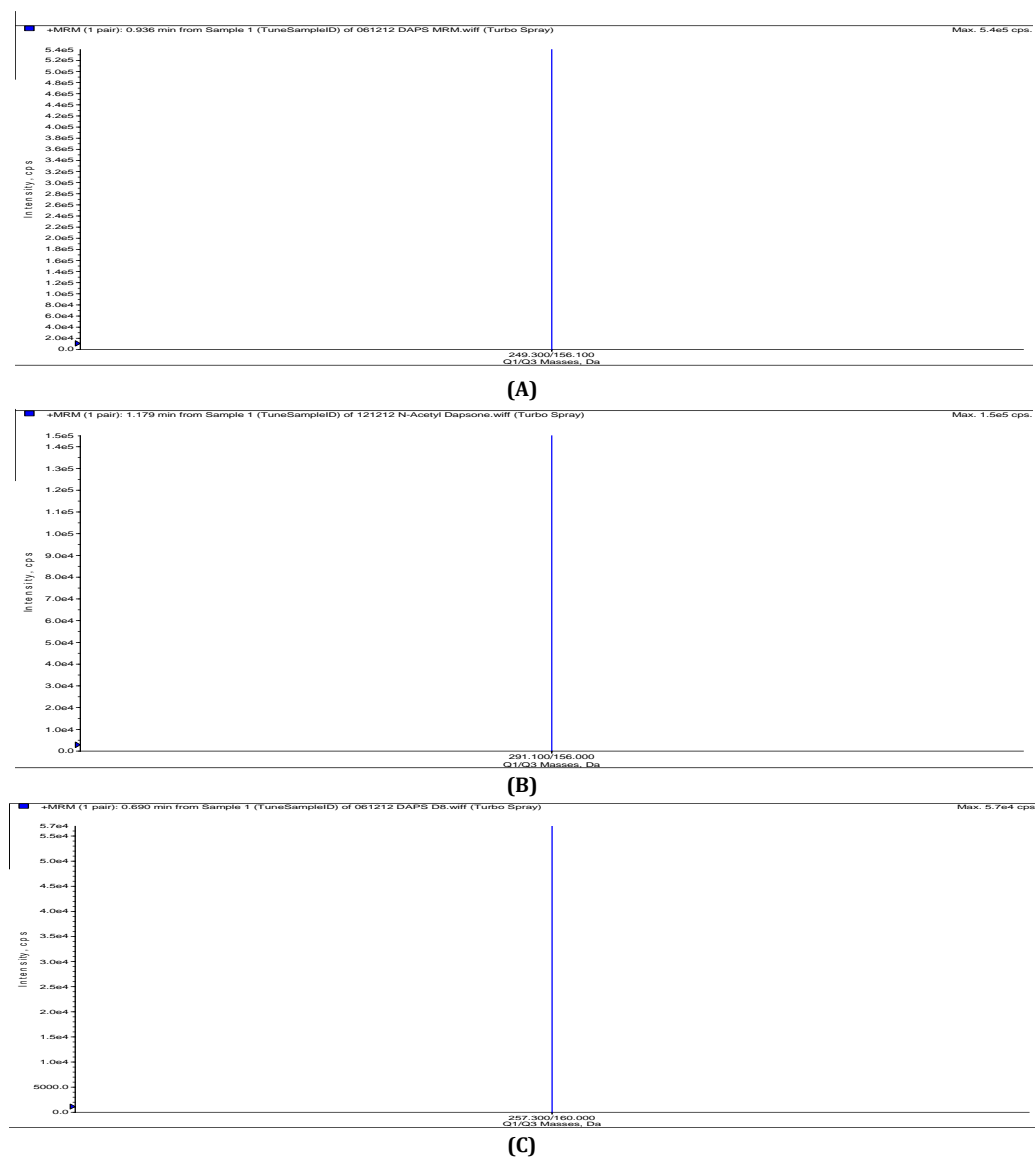 +MRM (1 pair): 0.936 min from Sample 1 (TuneSampleID) of 061212 DAPS MRM.wiff (Turbo Spray) Max. 5.4e5 cps.
5.4e5
5.2e5
5.0e5
4.8e5
4.6e5
4.4e5
4.2e5
4.0e5
3.8e5
3.6e5
3.4e5
3.2e5
3.0e5
2.8e5
2.6e5
2.4e5
2.2e5
2.0e5
1.8e5
1.6e5
1.4e5
1.2e5
1.0e5
8.0e4
6.0e4
4.0e4
2.0e4
0.0
Intensity, cps
249.300/156.100
Q1/Q3 Masses, Da
(A)
+MRM (1 pair): 1.179 min from Sample 1 (TuneSampleID) of 121212 N-Acetyl Dapsone.wiff (Turbo Spray) Max. 1.5e5 cps.
1.5e5
1.4e5
1.3e5
1.2e5
1.1e5
1.0e5
9.0e4
8.0e4
7.0e4
6.0e4
5.0e4
4.0e4
3.0e4
2.0e4
1.0e4
0.0
Intensity, cps
291.100/156.000
Q1/Q3 Masses, Da
(B)
+MRM (1 pair): 0.690 min from Sample 1 (TuneSampleID) of 061212 DAPS D8.wiff (Turbo Spray) Max. 5.7e4 cps
5.7e4
5.5e4
5.0e4
4.5e4
4.0e4
3.5e4
3.0e4
2.5e4
2.0e4
1.5e4
1.0e4
5000.0
0.0
Intensity, cps
257.300/160.000
Q1/Q3 Masses, Da
(C)